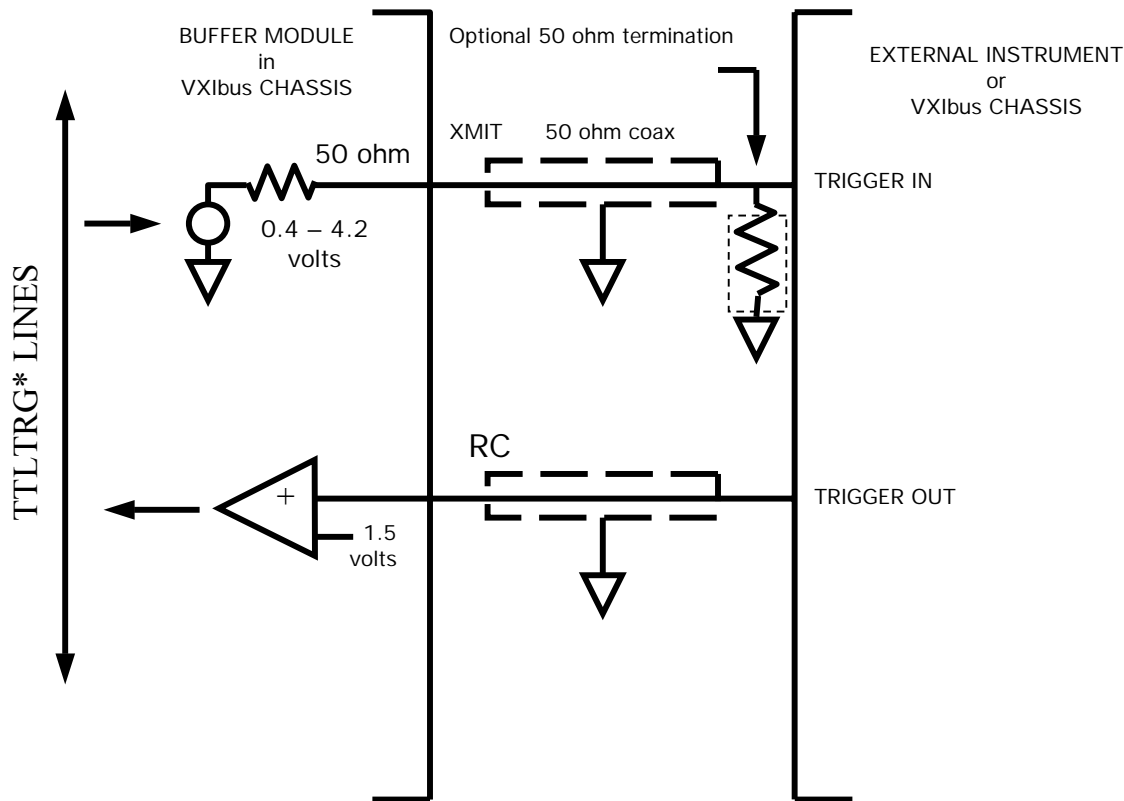 BUFFER MODULE
in
VXIbus CHASSIS
Optional 50 ohm termination
EXTERNAL INSTRUMENT
or
VXIbus CHASSIS
XMIT
50 ohm coax
50 ohm
TRIGGER IN
0.4 – 4.2
volts
TTLTRG* LINES
RC
+
TRIGGER OUT
1.5
volts